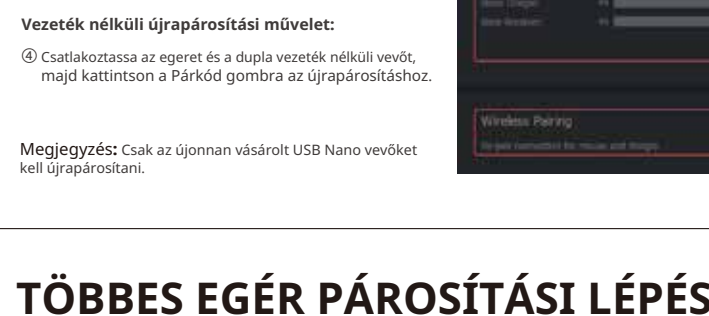 Vezeték nélküli újrapárosítási művelet:
④ Csatlakoztassa az egeret és a dupla vezeték nélküli vevőt,
majd kattintson a Párkód gombra az újrapárosításhoz.
Megjegyzés: Csak az újonnan vásárolt USB Nano vevőket
kell újrapárosítani.
Wireless Pairing
TÖBBES EGÉR PÁROSÍTÁSI LÉPÉS